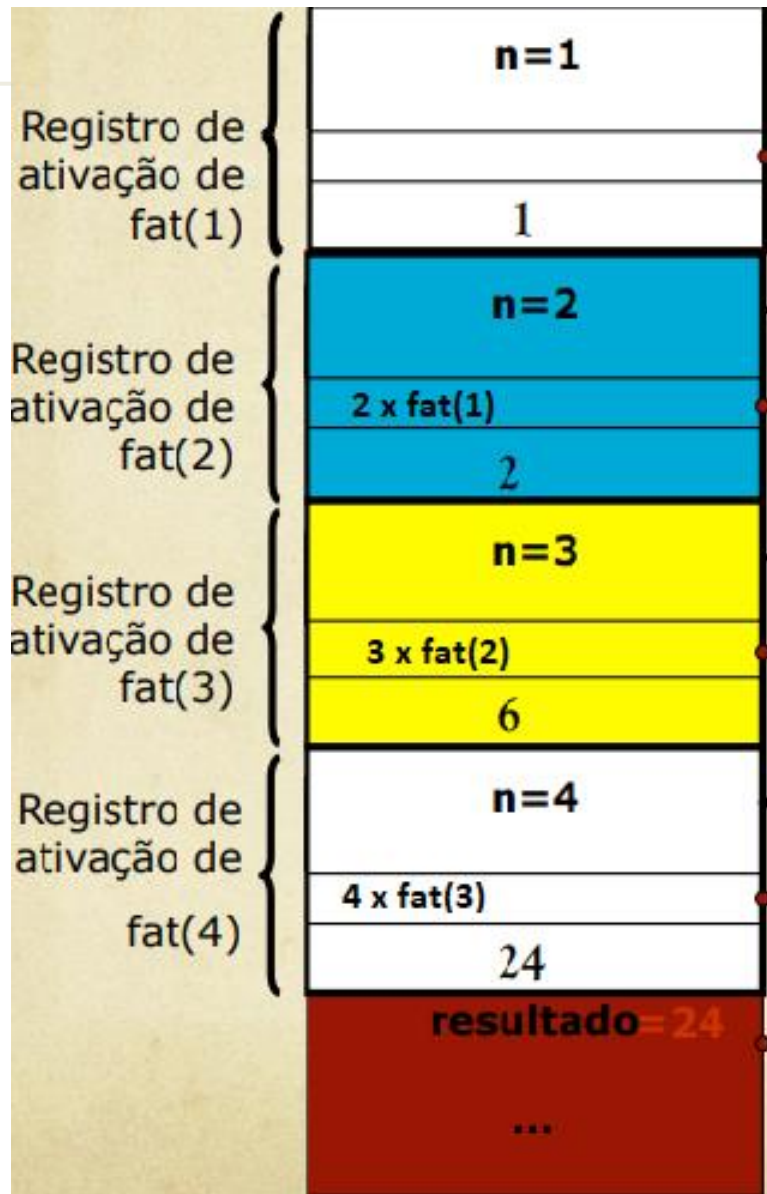 n=1
Registro de
ativação de
fat(1)
1
n=2
Registro de
ativação de
fat(2)
2 x fat(1)
2
n=3
Registro de
ativação de
fat(3)
3 x fat(2)
6
n=4
Registro de
ativação de
fat(4)
4 x fat(3)
24
resultado=24
...